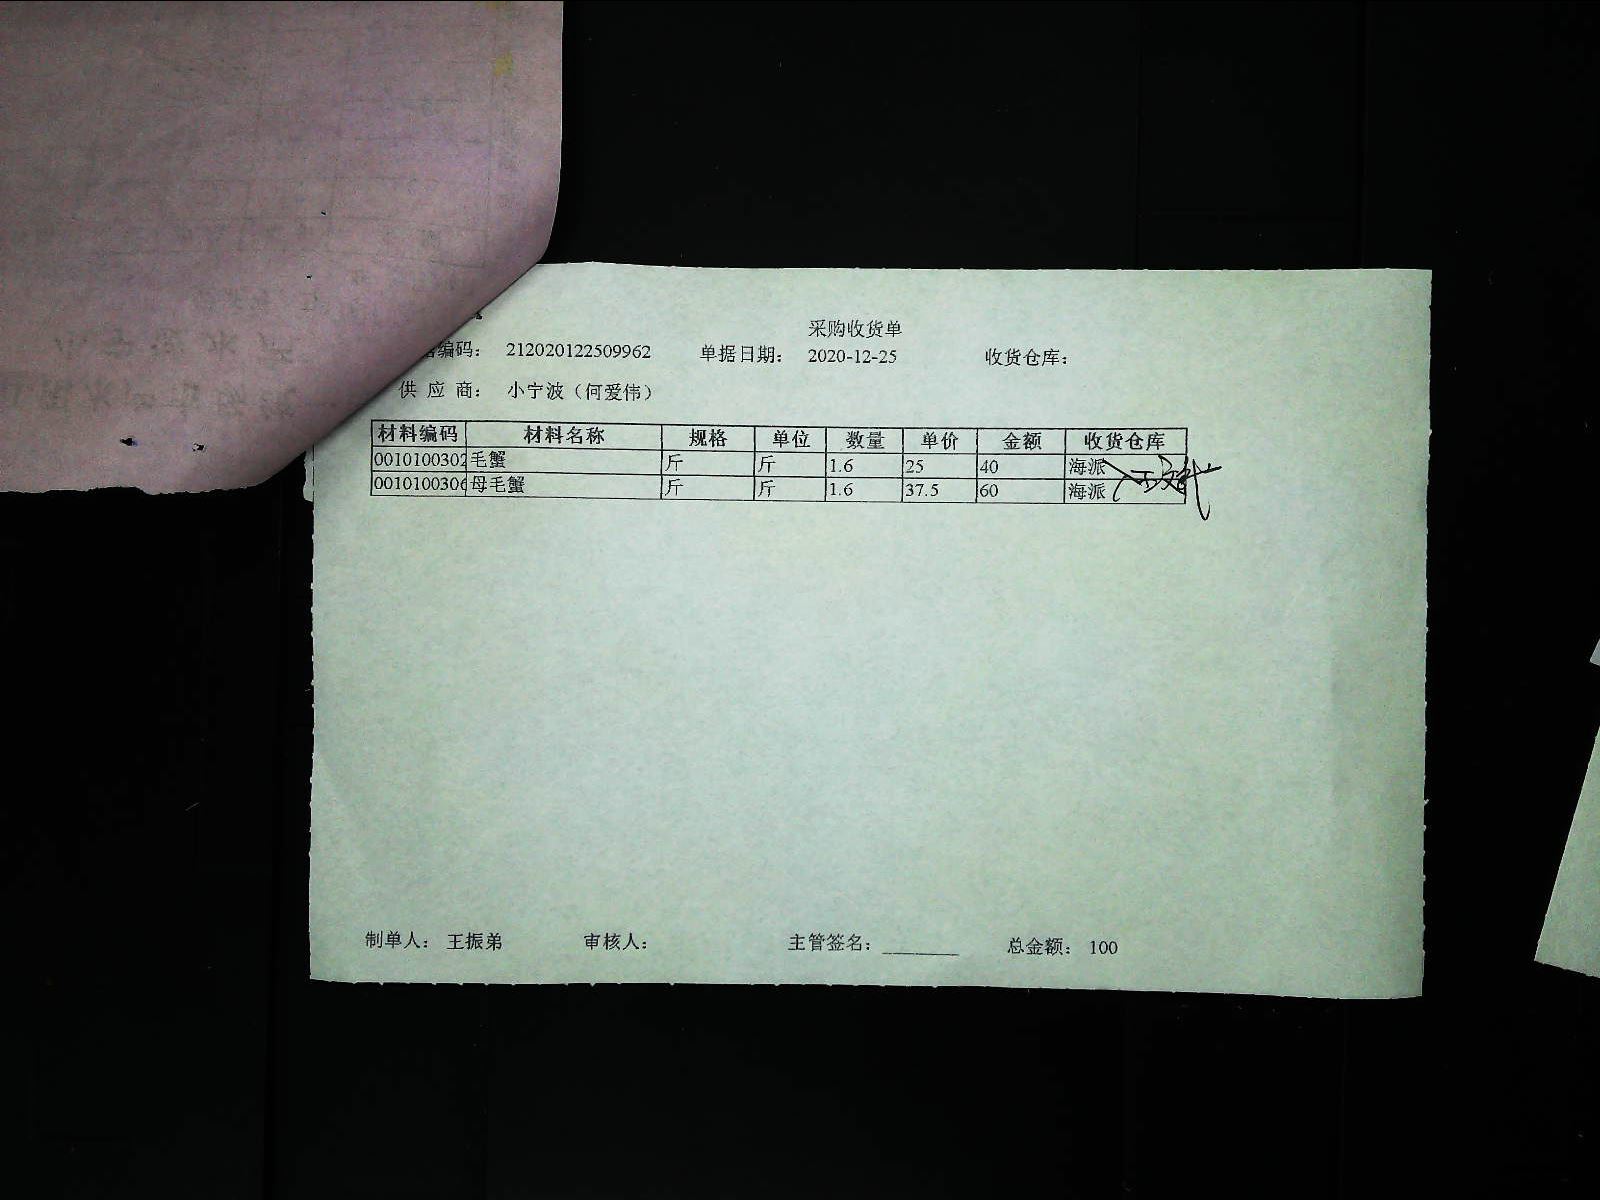 采购收货单
编码： 212020122509962 单据日期： 2020-12-25 收货仓库：
供 应 商： 小宁波（何爱伟）
材料编码 材料名称 规格 单位 数量 单价 金额 收货仓库
0010100302 毛蟹 斤 斤 1.6 25 40 海派
0010100306 母毛蟹 斤 斤 1.6 37.5 60 海派
制单人： 王振弟 审核人： 主管签名：________ 总金额： 100